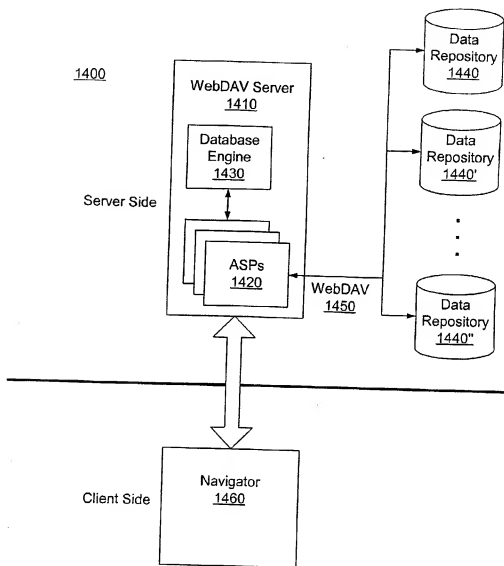 1400
WebDAV Server
1410
Database
Engine
1430
Server Side
ASPs
1420
WebDAV
1450
Data
Repository
1440
Data
Repository
1440'
Data
Repository
1440"
Client Side
Navigator
1460